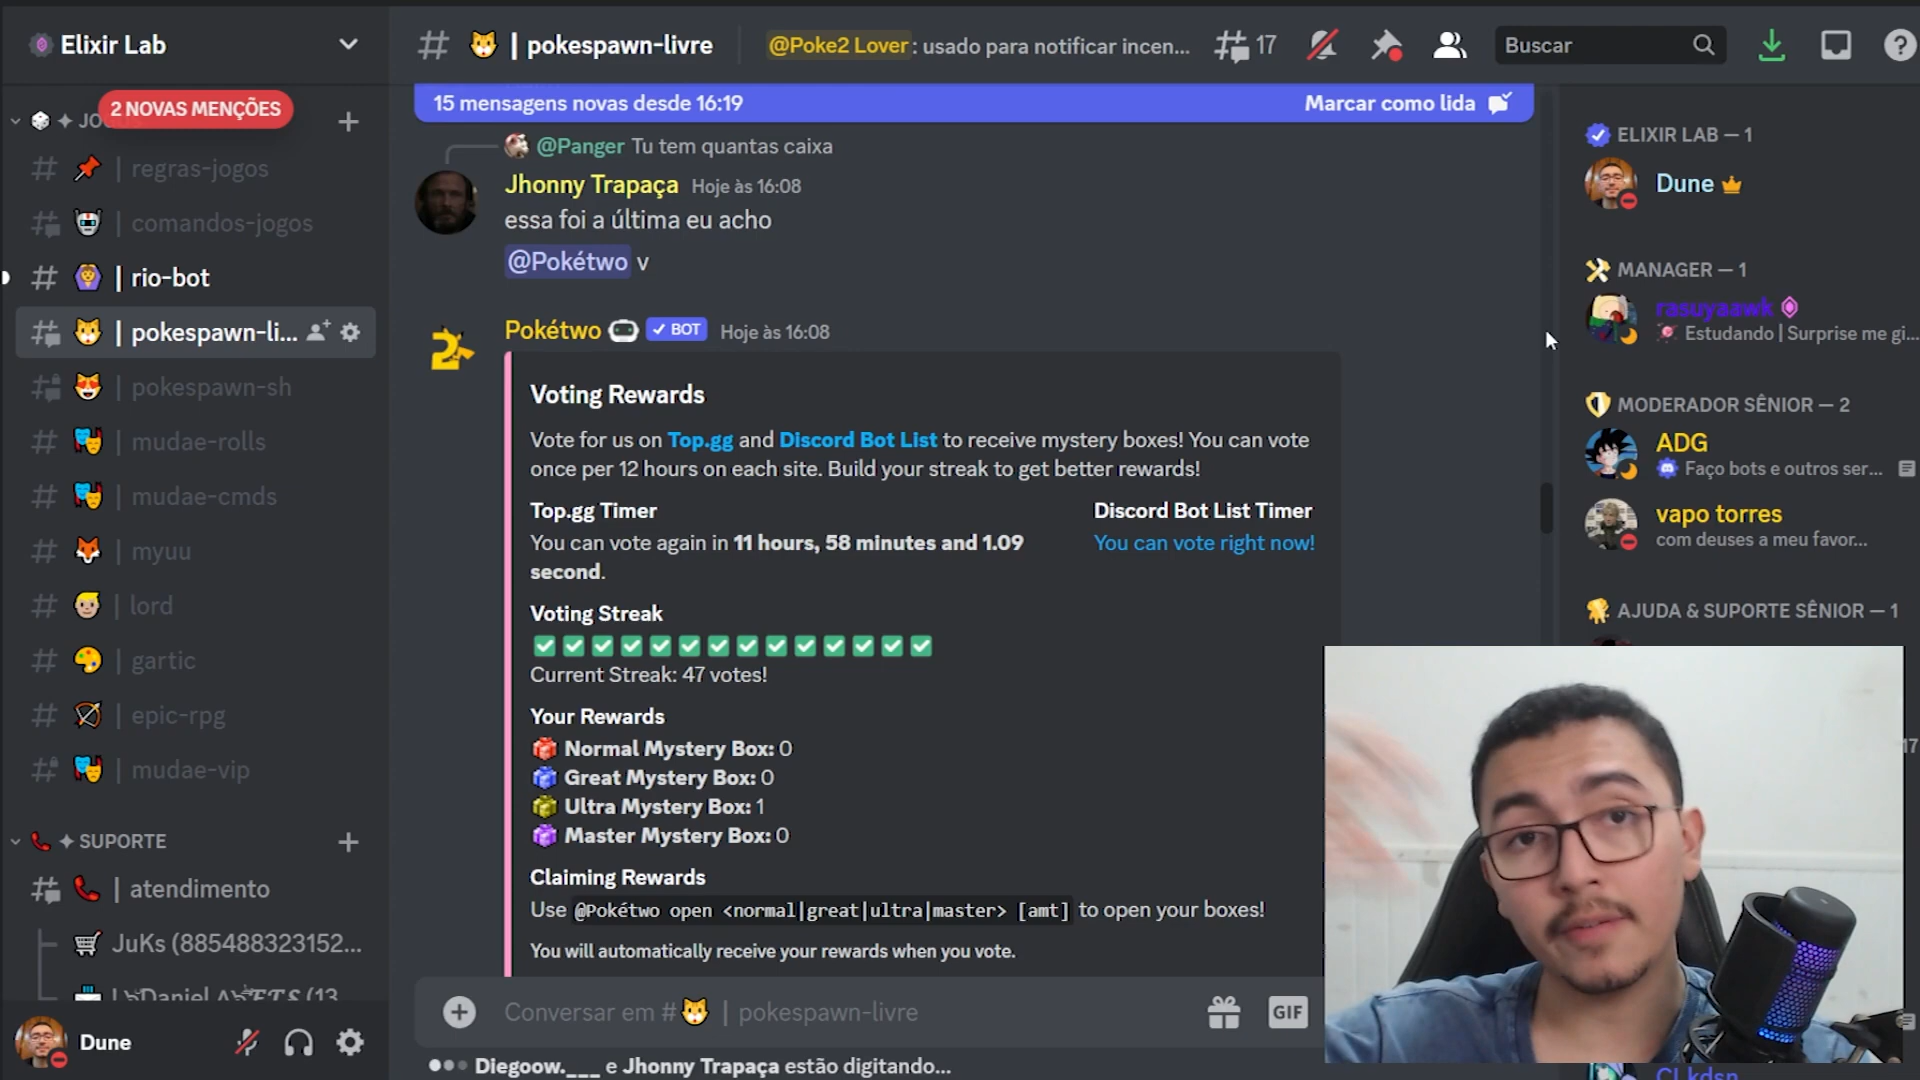 Elixir Lab
2 NOVAS MENÇÕES
regras-jogos
comandos-jogos
rio-bot
pokespawn-li...
pokespawn-sh
mudae-rolls
mudae-cmds
myuu
lord
gartic
epic-rpg
mudae-vip
SUPORTE
atendimento
JuKs (885488323152...
Dune
| pokespawn-livre
@Poke2 Lover: usado para notificar incen...
17
Buscar
15 mensagens novas desde 16:19
Marcar como lida
@Panger Tu tem quantas caixa
Jhonny Trapaça Hoje às 16:08
essa foi a última eu acho
@Pokétwo v
Pokétwo BOT Hoje às 16:08
Voting Rewards
Vote for us on Top.gg and Discord Bot List to receive mystery boxes! You can vote
once per 12 hours on each site. Build your streak to get better rewards!
Top.gg Timer
You can vote again in 11 hours, 58 minutes and 1.09
second.
Discord Bot List Timer
You can vote right now!
Voting Streak
Current Streak: 47 votes!
Your Rewards
Normal Mystery Box: 0
Great Mystery Box: 0
Ultra Mystery Box: 1
Master Mystery Box: 0
Claiming Rewards
Use @Pokétwo open <normal|great|ultra|master> [amt] to open your boxes!
You will automatically receive your rewards when you vote.
Conversar em # | pokespawn-livre
GIF
Diegoow.___ e Jhonny Trapaça estão digitando...
ELIXIR LAB — 1
Dune
MANAGER — 1
rasuyaawk
Estudando | Surprise me gi...
MODERADOR SÊNIOR — 2
ADG
Faço bots e outros ser...
vapo torres
com deuses a meu favor...
AJUDA & SUPORTE SÊNIOR — 1
17